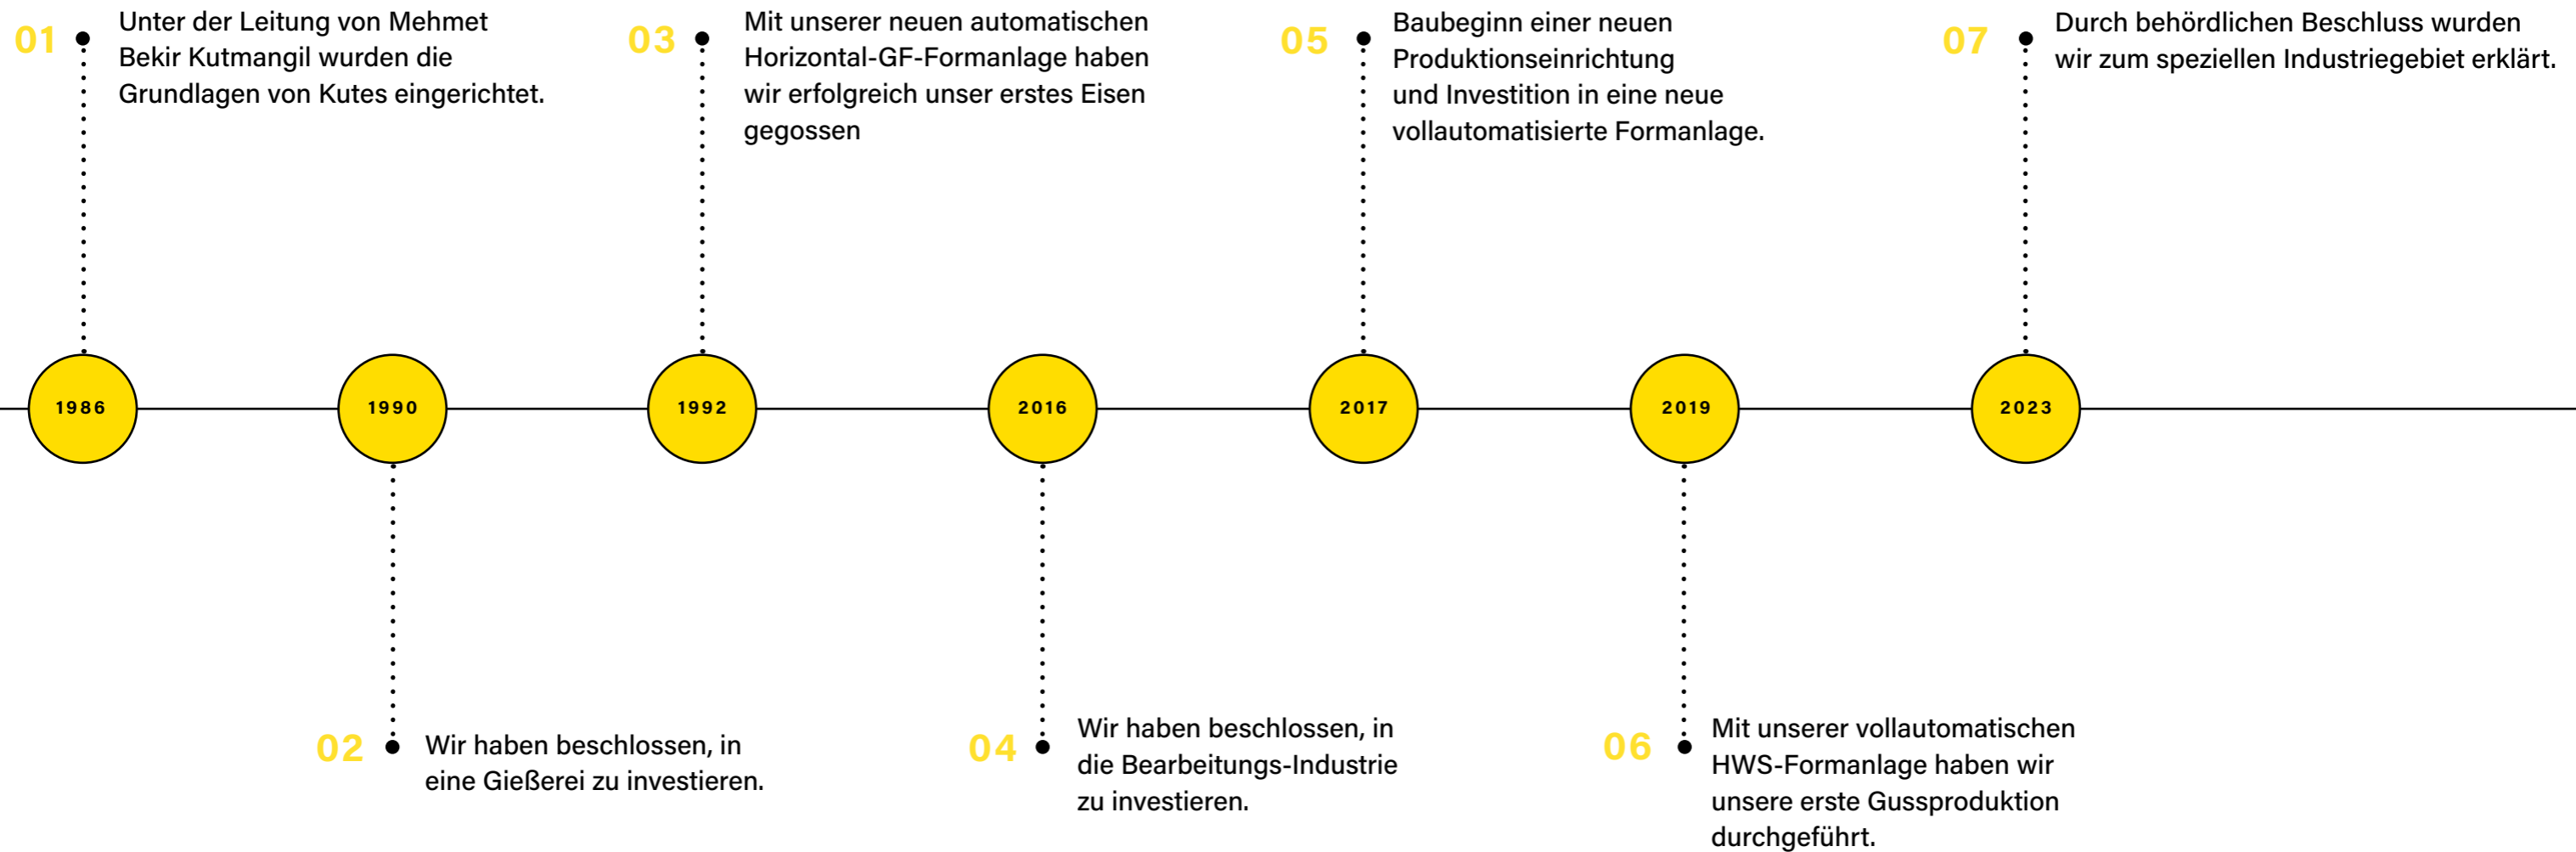 01
Unter der Leitung von Mehmet
Bekir Kutmangil wurden die
Grundlagen von Kutes eingerichtet.
03
Mit unserer neuen automatischen
Horizontal-GF-Formanlage haben
wir erfolgreich unser erstes Eisen
gegossen
05
Baubeginn einer neuen
Produktionseinrichtung
und Investition in eine neue
vollautomatisierte Formanlage.
07
Durch behördlichen Beschluss wurden
wir zum speziellen Industriegebiet erklärt.
1986
1990
1992
2016
2017
2019
2023
02
Wir haben beschlossen, in
eine Gießerei zu investieren.
04
Wir haben beschlossen, in
die Bearbeitungs-Industrie
zu investieren.
06
Mit unserer vollautomatischen
HWS-Formanlage haben wir
unsere erste Gussproduktion
durchgeführt.